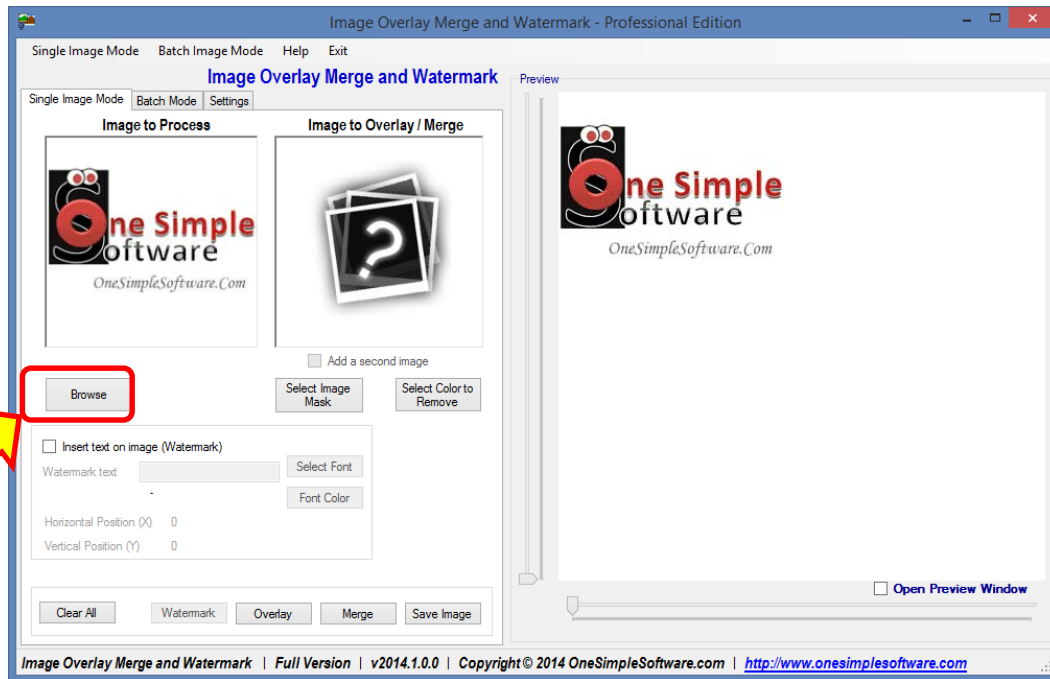 Image Overlay Merge and Watermark - Professional Edition
Single Image Mode Batch Image Mode Help Exit
Image Overlay Merge and Watermark
Single Image Mode Batch Mode Settings
Image to Process Image to Overlay / Merge
One Simple
Software
OneSimpleSoftware.Com
?
Add a second image
Browse
Select Image
Mask
Select Color to
Remove
Insert text on image (Watermark)
Watermark text
-
Select Font
Font Color
Horizontal Position (X) 0
Vertical Position (Y) 0
Clear All Watermark Overlay Merge Save Image
Preview
One Simple
Software
OneSimpleSoftware.Com
Open Preview Window
Image Overlay Merge and Watermark | Full Version | v2014.1.0.0 | Copyright © 2014 OneSimpleSoftware.com | http://www.onesimplesoftware.com